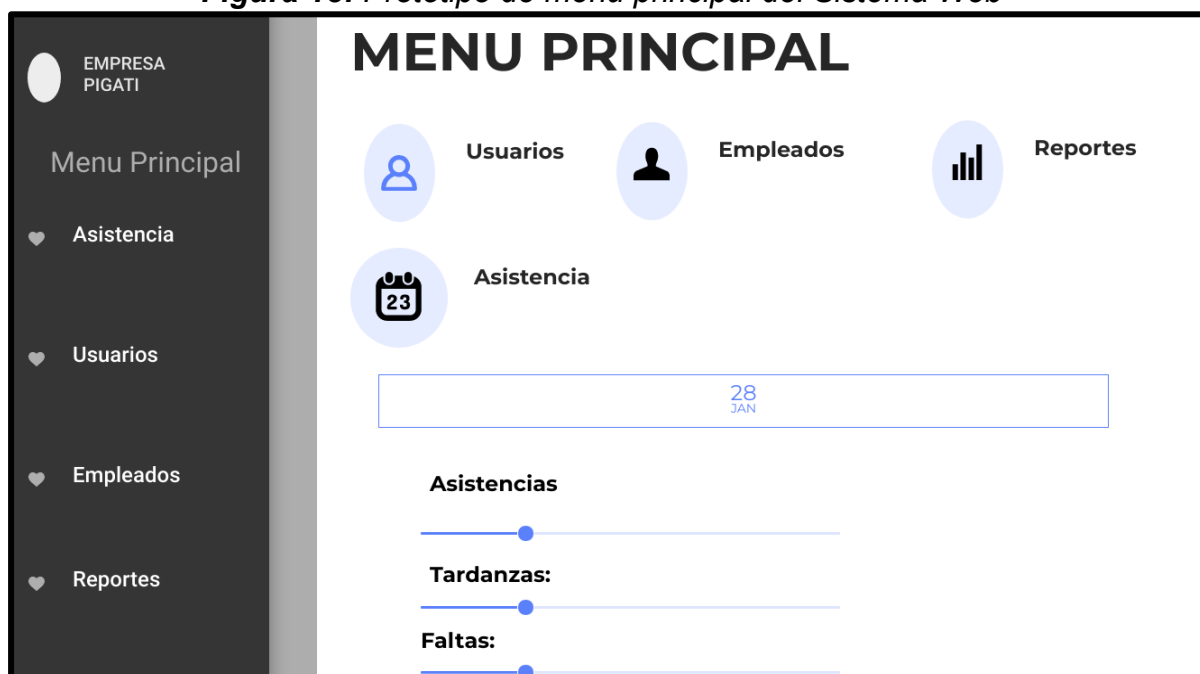 EMPRESA
PIGATI
Menu Principal
Asistencia
Usuarios
Empleados
Reportes
MENU PRINCIPAL
Usuarios
Empleados
Reportes
23
Asistencia
28
JAN
Asistencias
Tardanzas:
Faltas: